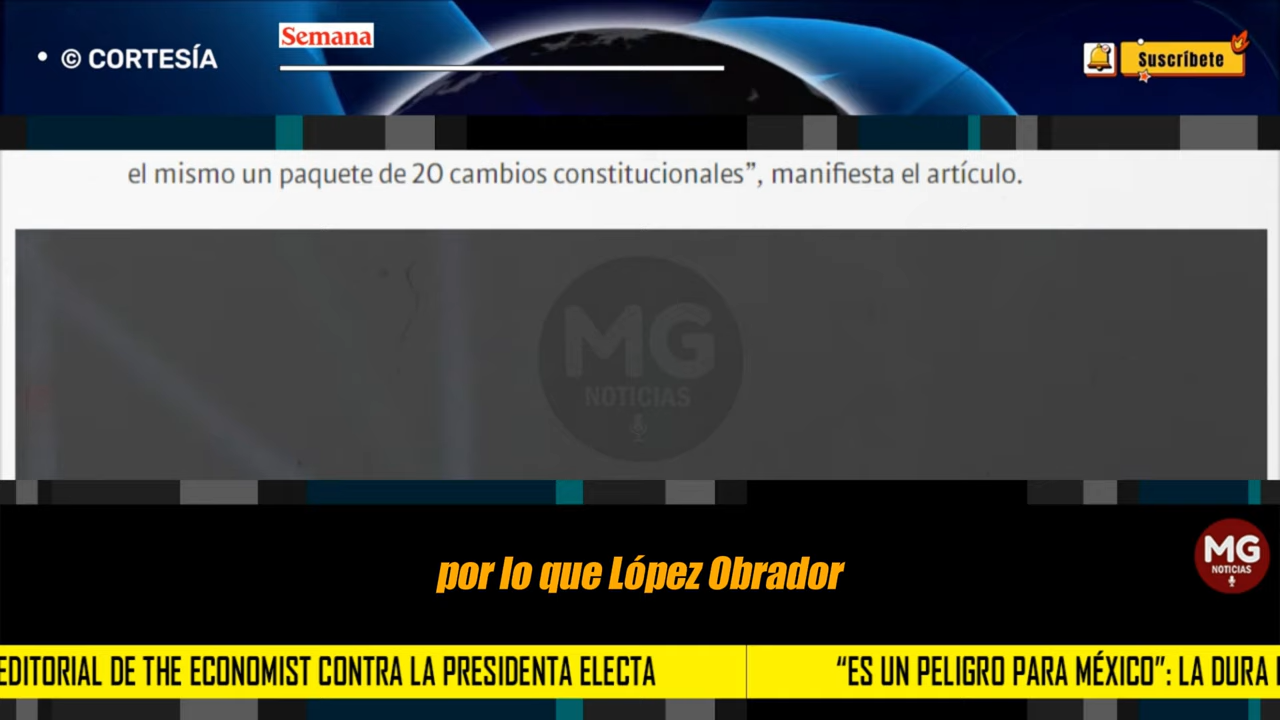 © CORTESÍA
Semana
Suscríbete
el mismo un paquete de 20 cambios constitucionales”, manifiesta el artículo.
MG
NOTICIAS
por lo que López Obrador
MG
NOTICIAS
EDITORIAL DE THE ECONOMIST CONTRA LA PRESIDENTA ELECTA
“ES UN PELIGRO PARA MÉXICO”: LA DURA